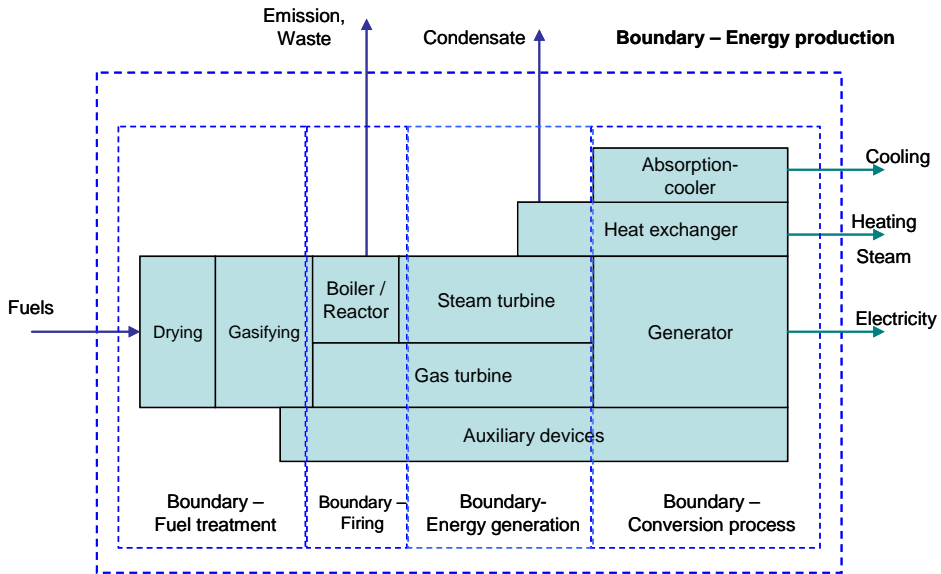 Emission,
Waste
Condensate
Boundary – Energy production
Absorption-
cooler
Cooling
Heat exchanger
Heating
Steam
Fuels
Drying
Gasifying
Boiler /
Reactor
Steam turbine
Generator
Electricity
Gas turbine
Auxiliary devices
Boundary –
Fuel treatment
Boundary –
Firing
Boundary-
Energy generation
Boundary –
Conversion process